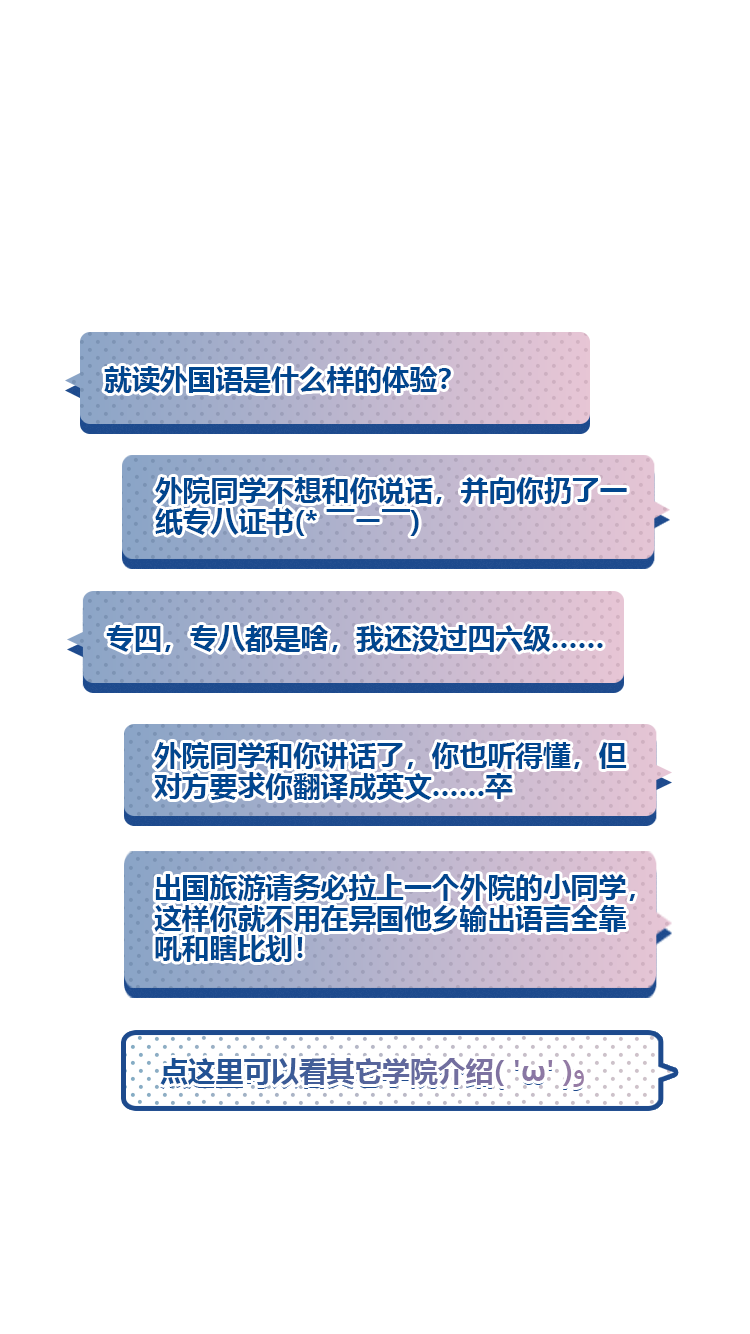 就读外国语是什么样的体验？
外院同学不想和你说话，并向你扔了一
纸专八证书(*￣一￣)
专四，专八都是啥，我还没过四六级……
外院同学和你讲话了，你也听得懂，但
对方要求你翻译成英文……卒
出国旅游请务必拉上一个外院的小同学，
这样你就不用在异国他乡输出语言全靠
吼和瞎比划！
点这里可以看其它学院介绍( 'ω' )و